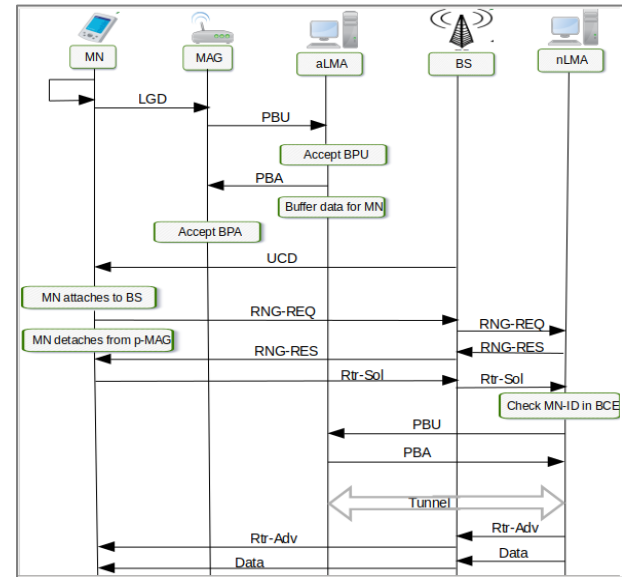 MN
MAG
aLMA
BS
nLMA
LGD
PBU
Accept BPU
PBA
Buffer data for MN
Accept BPA
UCD
MN attaches to BS
RNG-REQ
RNG-REQ
MN detaches from p-MAG
RNG-RES
RNG-RES
Rtr-Sol
Rtr-Sol
Check MN-ID in BCE
PBU
PBA
Tunnel
Rtr-Adv
Rtr-Adv
Data
Data